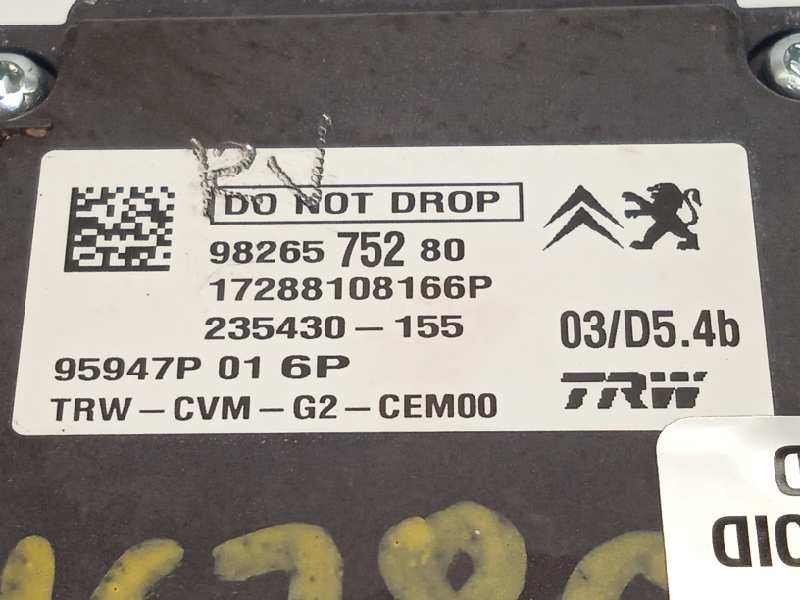 DO NOT DROP
98265 752 80
17288108166P
235430-155
03/D5.4b
95947P 01 6P
TRW
TRW-CVM-G2-CEM00